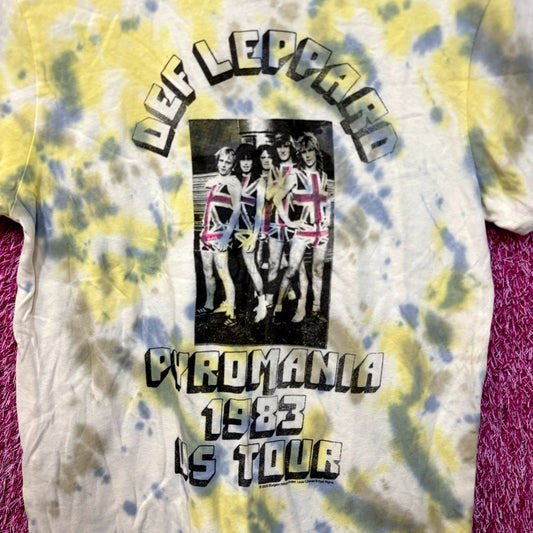 DEF LEPPARD
PYROMANIA
1983
US TOUR